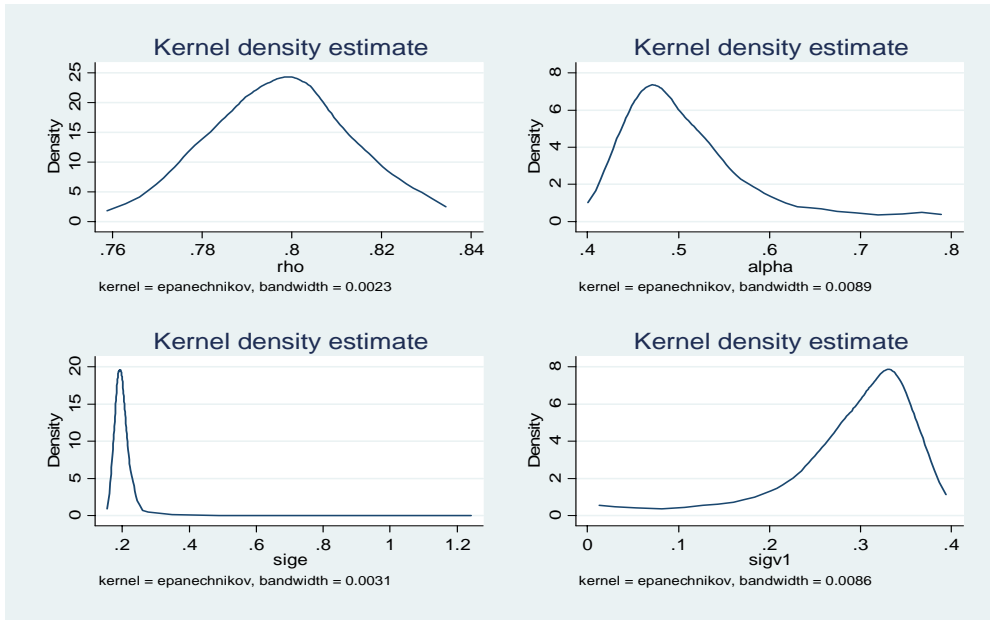 Kernel density estimate
Density
0 5 10 15 20 25
.76 .78 .8 .82 .84
rho
kernel = epanechnikov, bandwidth = 0.0023
Kernel density estimate
Density
0 2 4 6 8
.4 .5 .6 .7 .8
alpha
kernel = epanechnikov, bandwidth = 0.0089
Kernel density estimate
Density
0 5 10 15 20
.2 .4 .6 .8 1 1.2
sige
kernel = epanechnikov, bandwidth = 0.0031
Kernel density estimate
Density
0 2 4 6 8
0 .1 .2 .3 .4
sigv1
kernel = epanechnikov, bandwidth = 0.0086